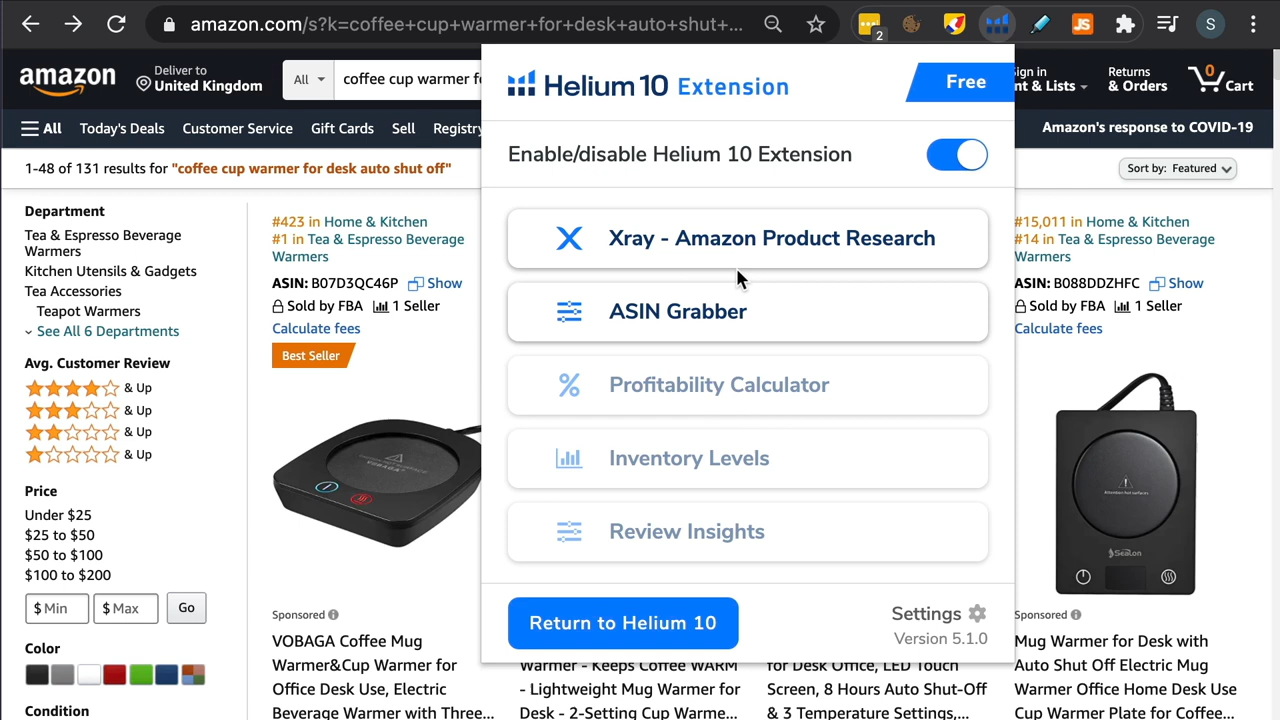 amazon.com/s?k=coffee+cup+warmer+for+desk+auto+shut+...
2
JS
S
amazon
Deliver to
United Kingdom
All
coffee cup warmer fo
ign in
nt & Lists
Returns
& Orders
0
Cart
All
Today's Deals
Customer Service
Gift Cards
Sell
Registry
Amazon's response to COVID-19
1-48 of 131 results for "coffee cup warmer for desk auto shut off"
Sort by: Featured
Helium 10 Extension
Free
Enable/disable Helium 10 Extension
Xray - Amazon Product Research
ASIN Grabber
Profitability Calculator
Inventory Levels
Review Insights
Return to Helium 10
Settings
Version 5.1.0
Department
Tea & Espresso Beverage
Warmers
Kitchen Utensils & Gadgets
Tea Accessories
Teapot Warmers
See All 6 Departments
Avg. Customer Review
& Up
& Up
& Up
& Up
Price
Under $25
$25 to $50
$50 to $100
$100 to $200
$ Min
$ Max
Go
Color
Condition
#423 in Home & Kitchen
#1 in Tea & Espresso Beverage
Warmers
ASIN: B07D3QC46P Show
Sold by FBA 1 Seller
Calculate fees
Best Seller
VOBAGA
Sponsored
VOBAGA Coffee Mug
Warmer&Cup Warmer for
Office Desk Use, Electric
Beverage Warmer with Three...
Warmer - Keeps Coffee WARM
- Lightweight Mug Warmer for
Desk - 2-Setting Cup Warme...
for Desk Office, LED Touch
Screen, 8 Hours Auto Shut-Off
& 3 Temperature Settings,...
#15,011 in Home & Kitchen
#14 in Tea & Espresso Beverage
Warmers
ASIN: B088DDZHFC Show
Sold by FBA 1 Seller
Calculate fees
Attention hot surfaces
Sealon
Sponsored
Mug Warmer for Desk with
Auto Shut Off Electric Mug
Warmer Office Home Desk Use
Cup Warmer Plate for Coffee...